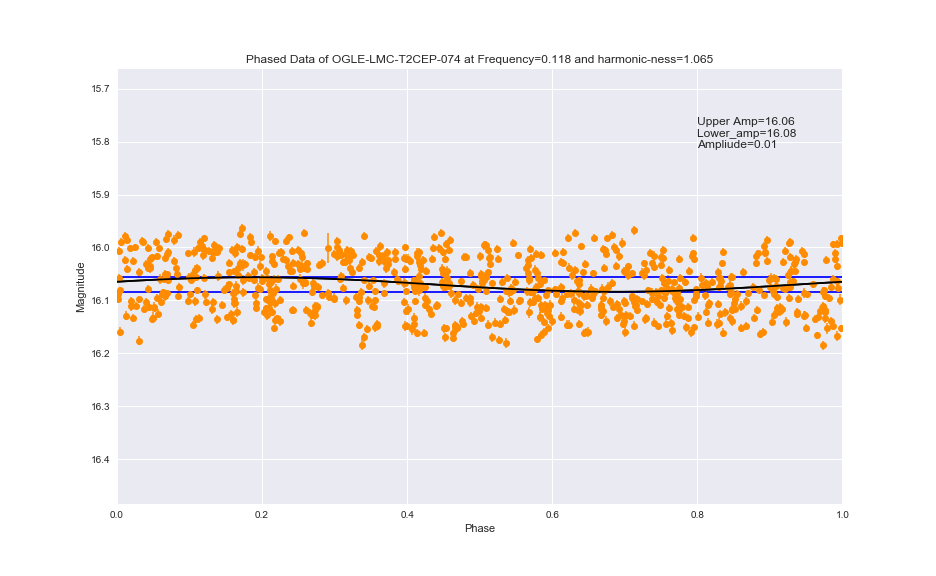 Phased Data of OGLE-LMC-T2CEP-074 at Frequency=0.118 and harmonic-ness=1.065
Upper Amp=16.06
Lower_amp=16.08
Ampliude=0.01
Magnitude
15.7
15.8
15.9
16.0
16.1
16.2
16.3
16.4
0.0
0.2
0.4
0.6
0.8
1.0
Phase